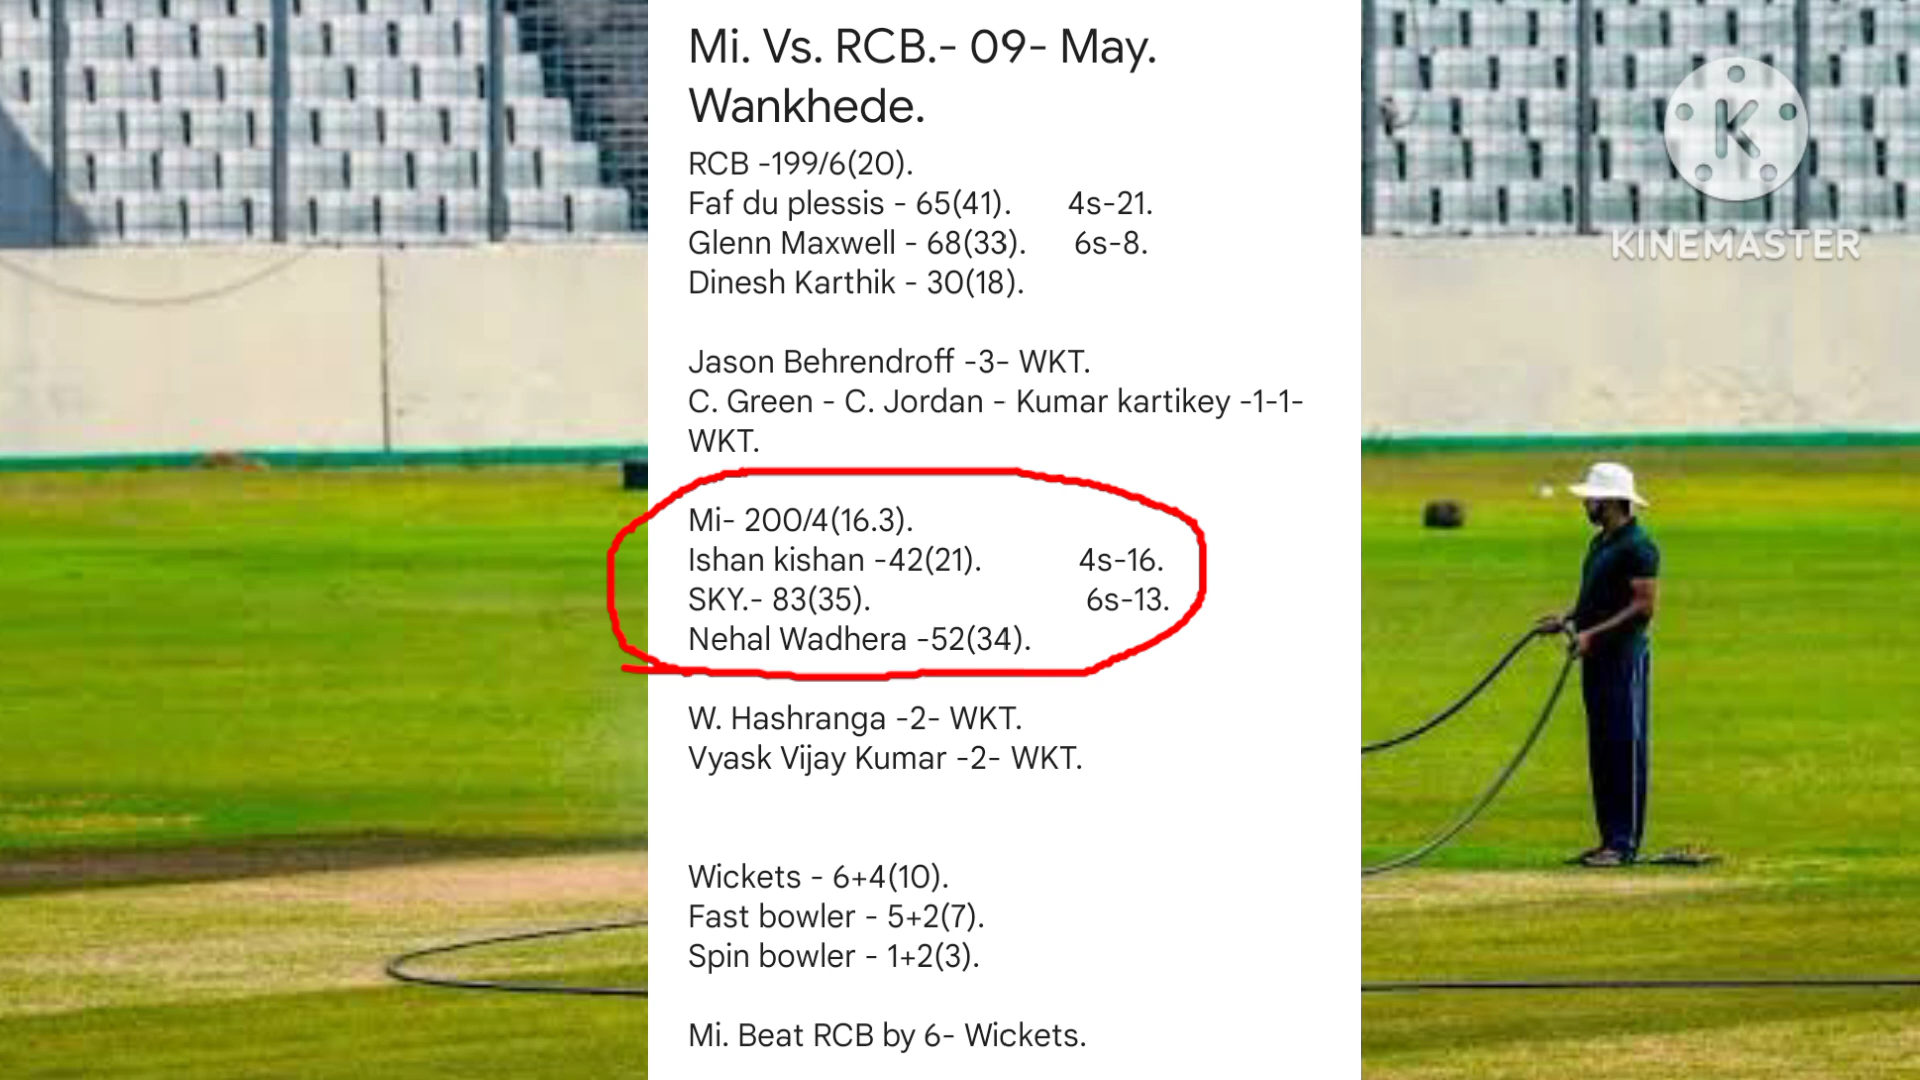 Mi. Vs. RCB.- 09- May.
Wankhede.
RCB -199/6(20).
Faf du plessis - 65(41). 4s-21.
Glenn Maxwell - 68(33). 6s-8.
Dinesh Karthik - 30(18).
Jason Behrendroff -3- WKT.
C. Green - C. Jordan - Kumar kartikey -1-1-
WKT.
Mi- 200/4(16.3).
Ishan kishan -42(21). 4s-16.
SKY.- 83(35). 6s-13.
Nehal Wadhera -52(34).
W. Hashranga -2- WKT.
Vyask Vijay Kumar -2- WKT.
Wickets - 6+4(10).
Fast bowler - 5+2(7).
Spin bowler - 1+2(3).
Mi. Beat RCB by 6- Wickets.
K
KINEMASTER